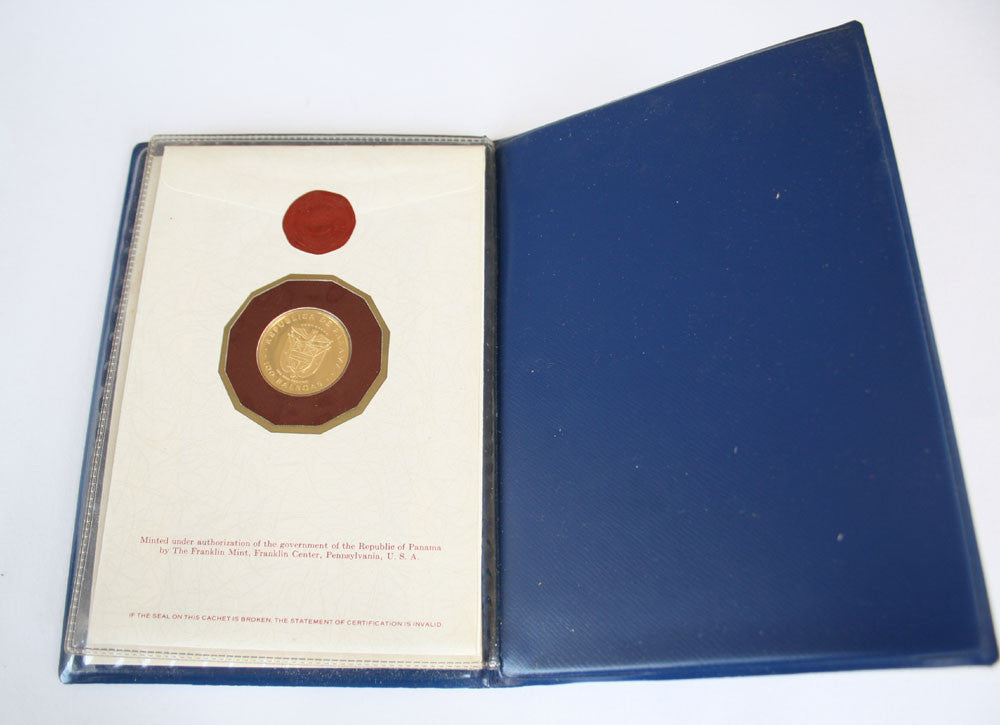 REPUBLICA DE PANAMA
100 BALBOAS
Minted under authorization of the government of the Republic of Panama
by The Franklin Mint, Franklin Center, Pennsylvania, U. S. A.
IF THE SEAL ON THIS CACHET IS BROKEN, THE STATEMENT OF CERTIFICATION IS INVALID.